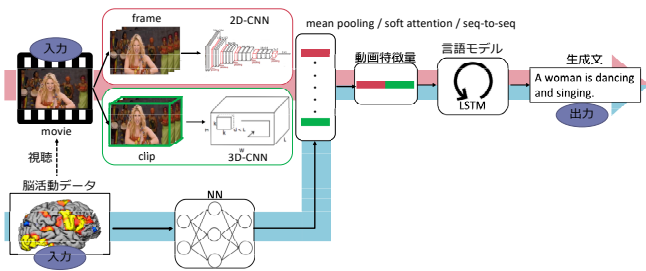 mean pooling / soft attention / seq-to-seq
入力
frame
2D-CNN
動画特徴量
言語モデル
生成文
A woman is dancing
and singing.
LSTM
出力
movie
clip
3D-CNN
視聴
脳活動データ
NN
入力